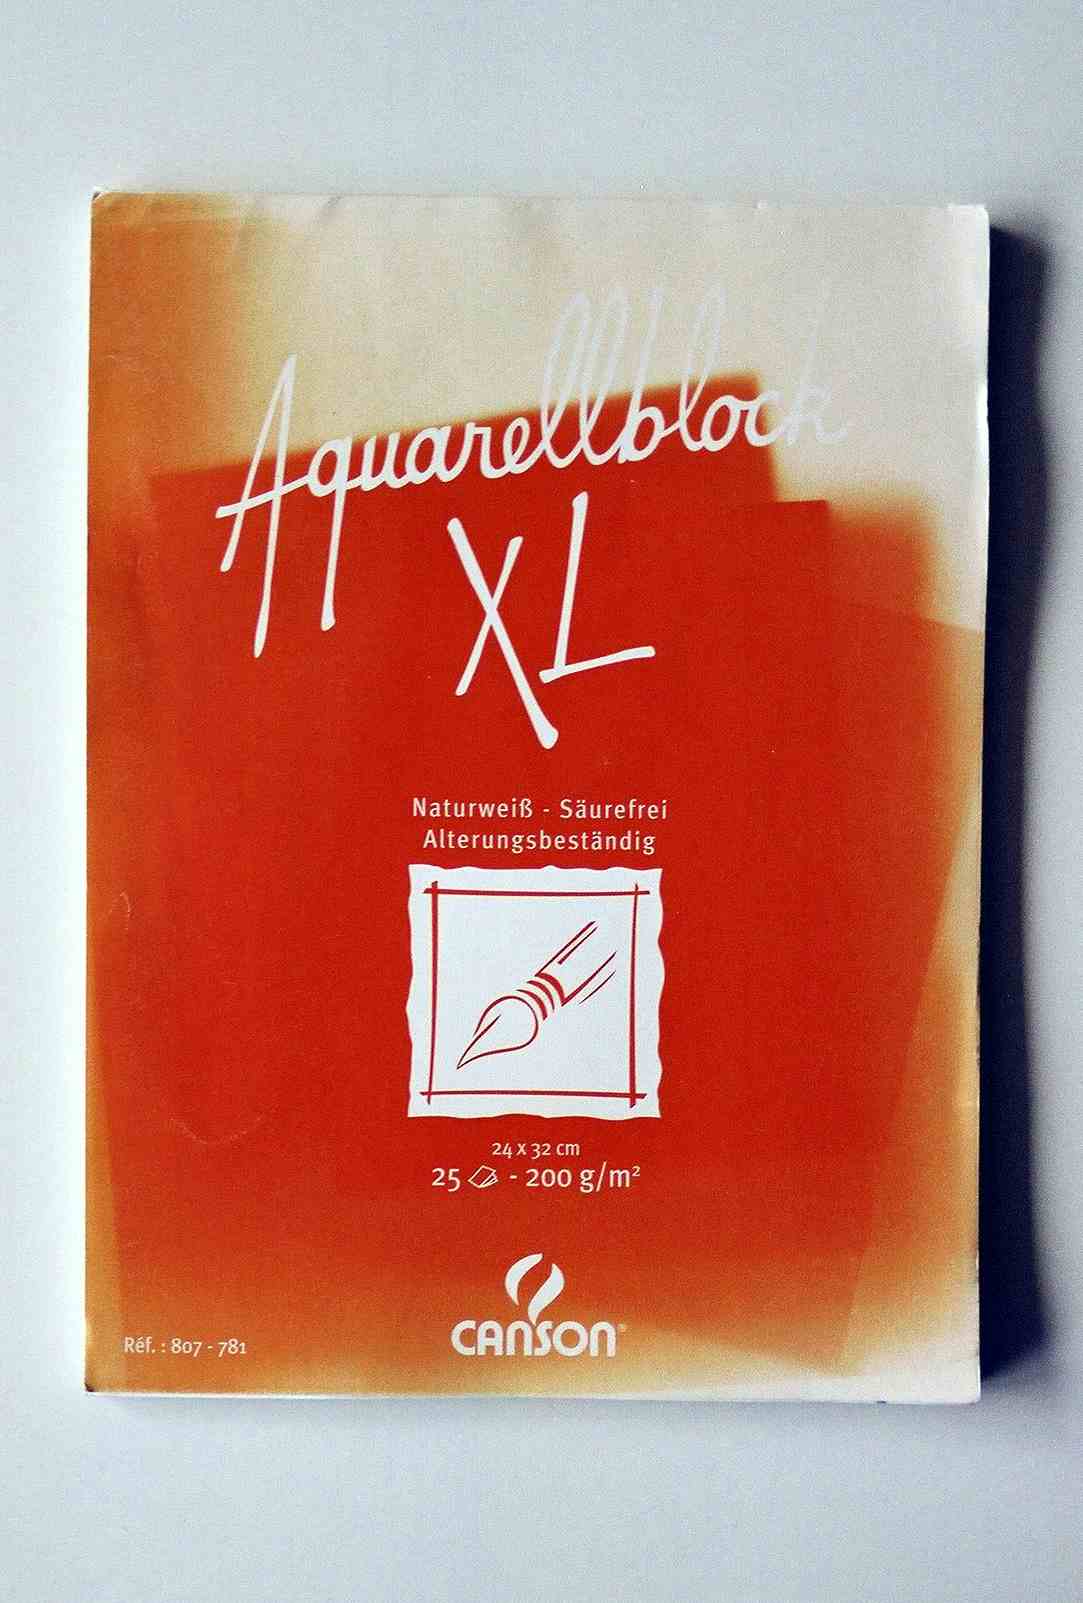 Aquarellblock
XL
Naturweiß - Säurefrei
Alterungsbeständig
24 x 32 cm
25 - 200 g/m²
CANSON®
Réf. : 807 - 781